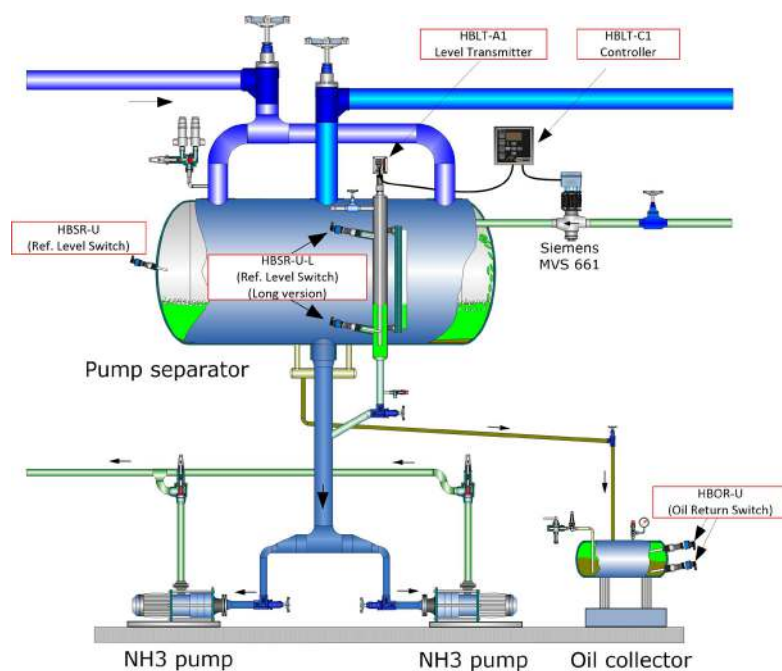 HBLT-A1
Level Transmitter
HBLT-C1
Controller
HBSR-U
(Ref. Level Switch)
HBSR-U-L
(Ref. Level Switch)
(Long version)
Siemens
MVS 661
Pump separator
HBOR-U
(Oil Return Switch)
NH3 pump
NH3 pump
Oil collector